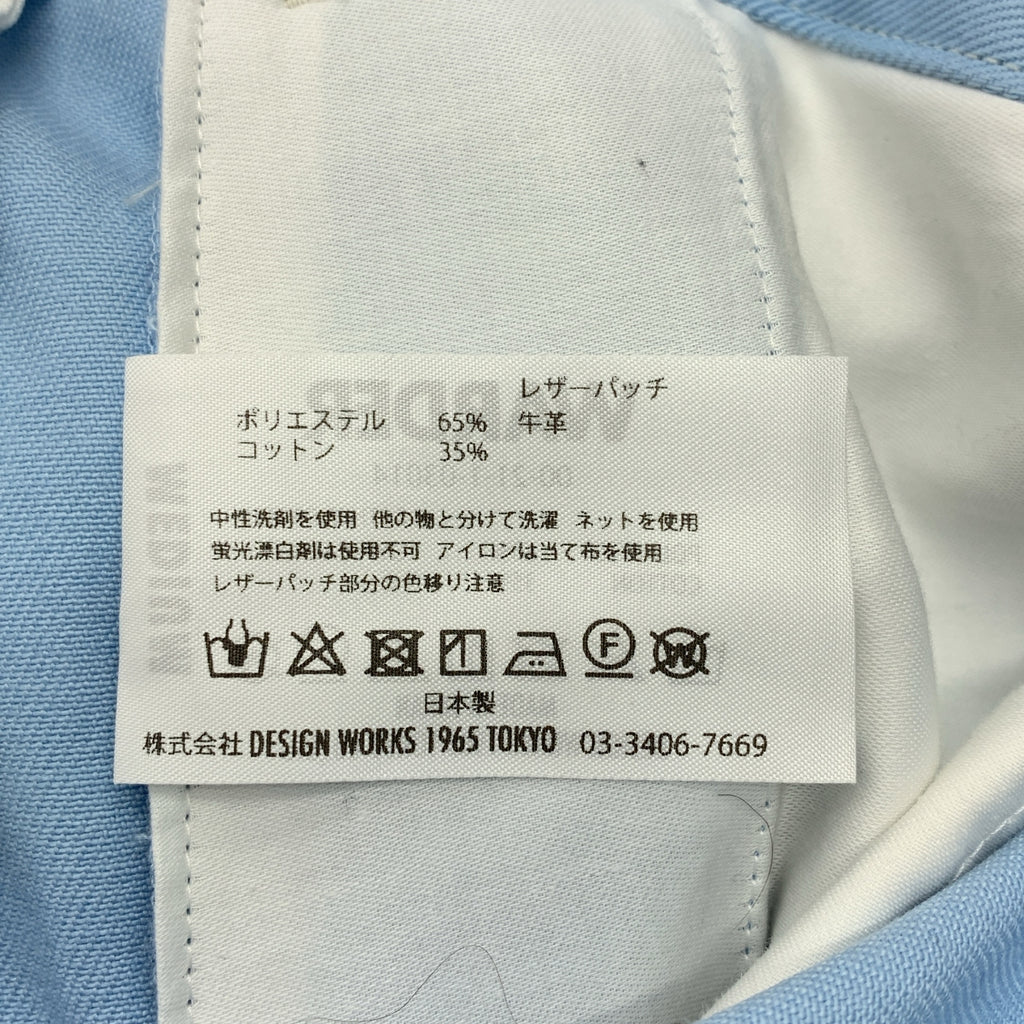 レザーパッチ
ポリエステル 65% 牛革
コットン 35%
中性洗剤を使用 他の物と分けて洗濯 ネットを使用
蛍光漂白剤は使用不可 アイロンは当て布を使用
レザーパッチ部分の色移り注意
F W
日本製
株式会社 DESIGN WORKS 1965 TOKYO 03-3406-7669